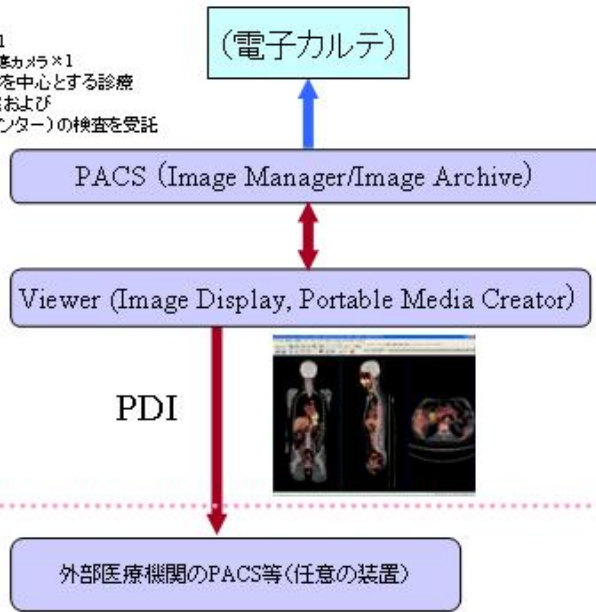 1
カメラ×1
を中心とする診療
および
ンター)の検査を受託
(電子カルテ)
PACS (Image Manager/Image Archive)
Viewer (Image Display, Portable Media Creator)
PDI
外部医療機関のPACS等(任意の装置)